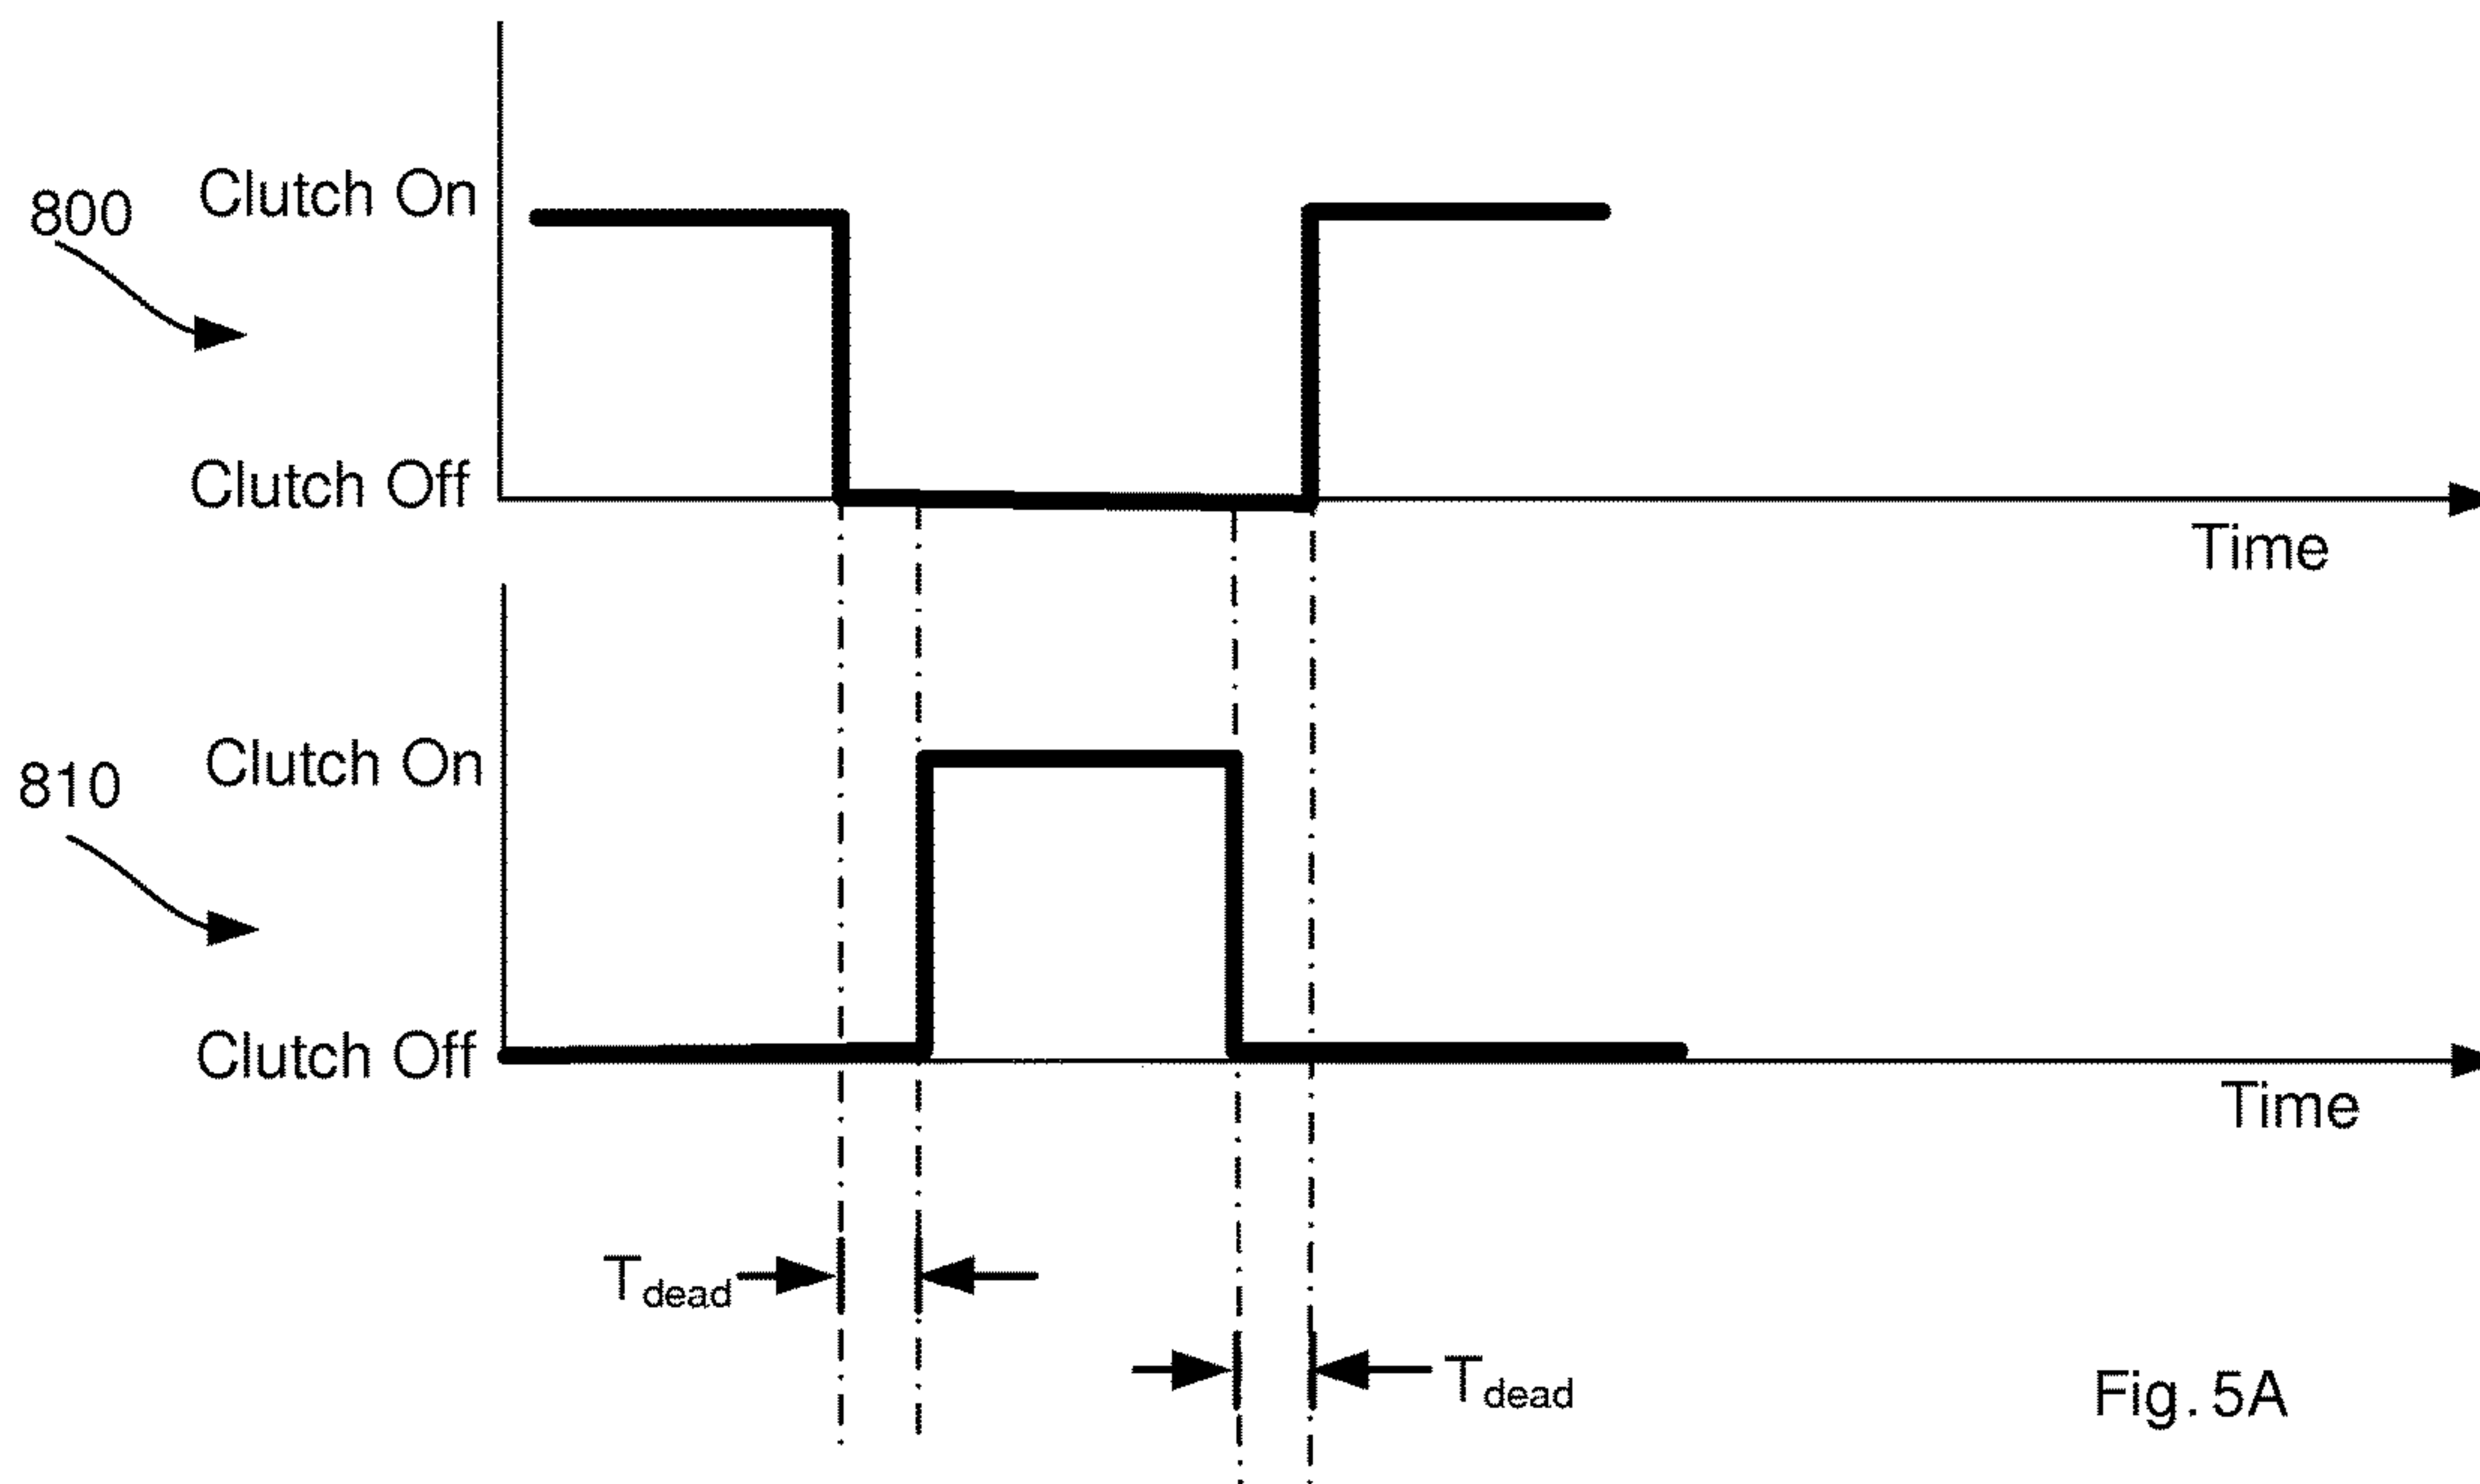 Clutch On
800
Clutch Off
Time
Clutch On
810
Clutch Off
Time
Tdead
Tdead
Fig. 5A